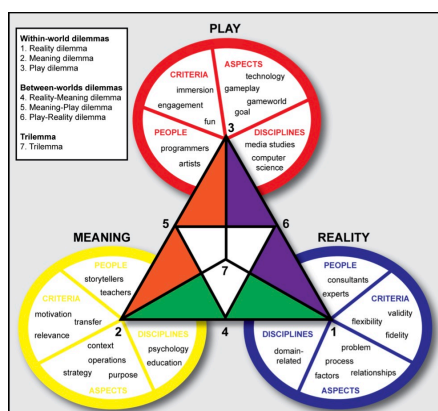 PLAY
Within-world dilemmas
1. Reality dilemma
2. Meaning dilemma
3. Play dilemma
Between-worlds dilemmas
4. Reality-Meaning dilemma
5. Meaning-Play dilemma
6. Play-Reality dilemma
Trilemma
7. Trilemma
CRITERIA
immersion
engagement
fun
ASPECTS
technology
gameplay
gameworld
goal
PEOPLE
programmers
artists
DISCIPLINES
media studies
computer
science
3
5
6
7
2
4
1
MEANING
PEOPLE
storytellers
teachers
CRITERIA
motivation
transfer
relevance
DISCIPLINES
psychology
education
context
operations
strategy
purpose
ASPECTS
REALITY
PEOPLE
consultants
experts
CRITERIA
validity
flexibility
fidelity
DISCIPLINES
domain-
related
problem
process
factors
relationships
ASPECTS